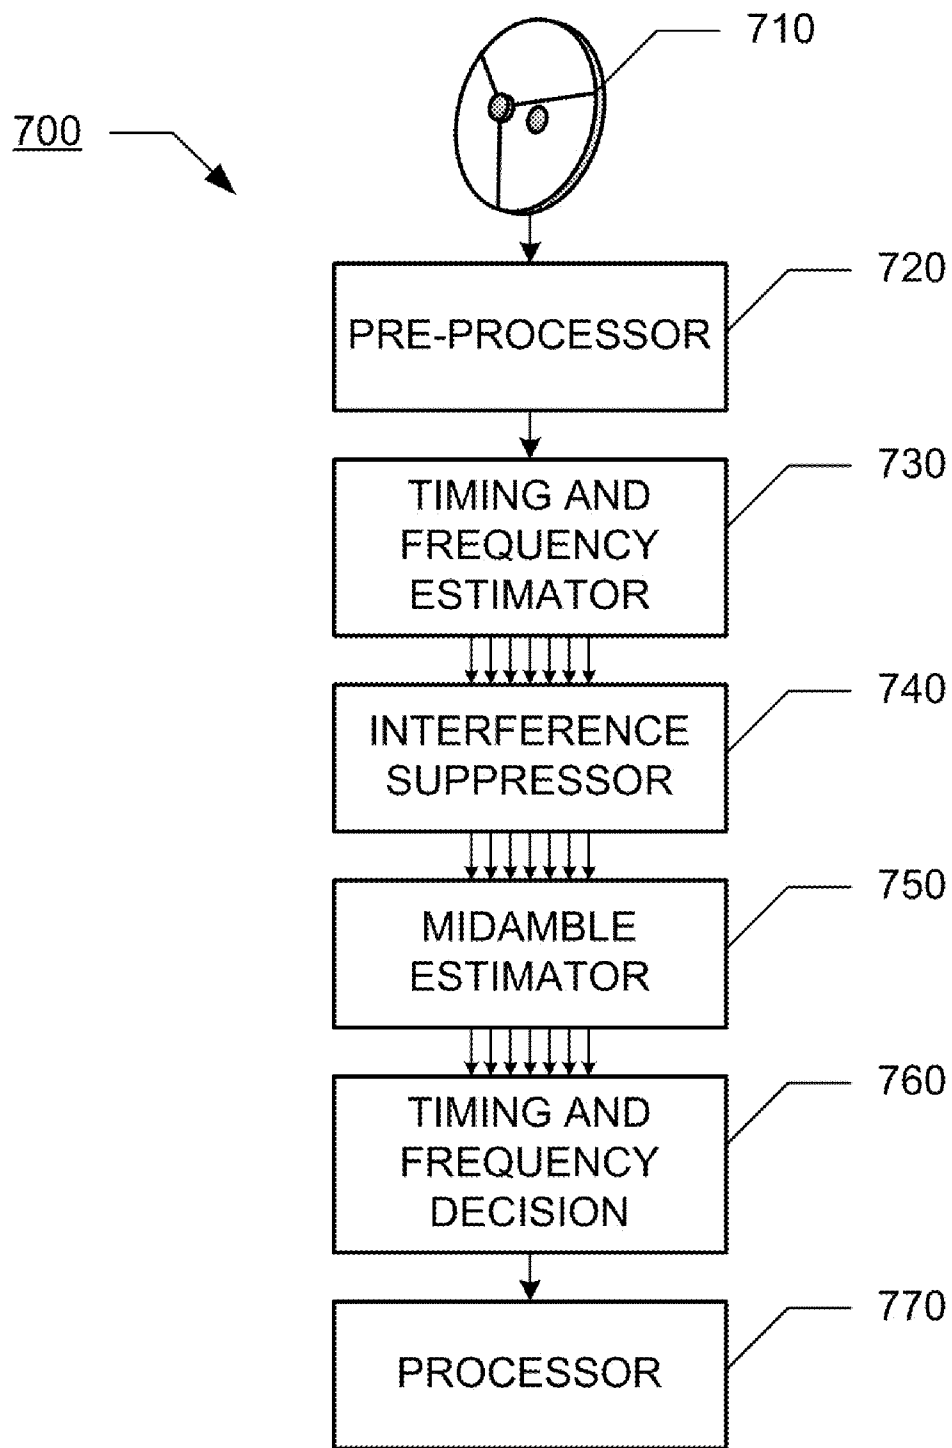 710
700
720
PRE-PROCESSOR
730
TIMING AND
FREQUENCY
ESTIMATOR
740
INTERFERENCE
SUPPRESSOR
750
MIDAMBLE
ESTIMATOR
760
TIMING AND
FREQUENCY
DECISION
770
PROCESSOR